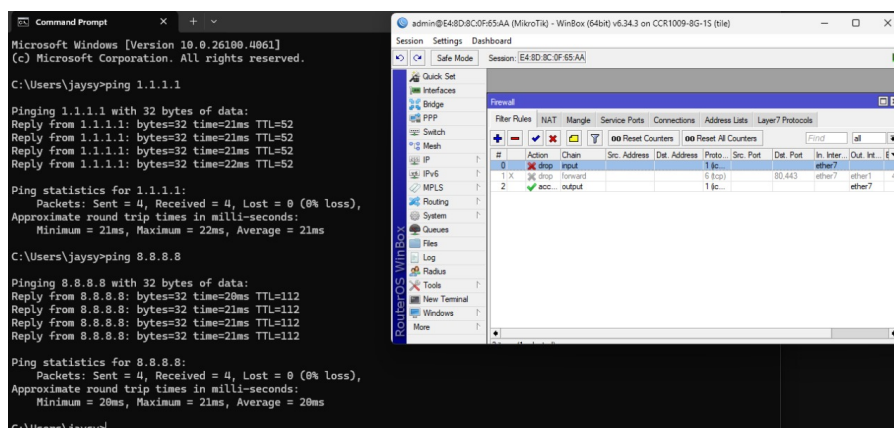 Command Prompt
Microsoft Windows [Version 10.0.26100.4061]
(c) Microsoft Corporation. All rights reserved.
C:\Users\jaysy>ping 1.1.1.1
Pinging 1.1.1.1 with 32 bytes of data:
Reply from 1.1.1.1: bytes=32 time=21ms TTL=52
Reply from 1.1.1.1: bytes=32 time=21ms TTL=52
Reply from 1.1.1.1: bytes=32 time=21ms TTL=52
Reply from 1.1.1.1: bytes=32 time=22ms TTL=52
Ping statistics for 1.1.1.1:
Packets: Sent = 4, Received = 4, Lost = 0 (0% loss),
Approximate round trip times in milli-seconds:
Minimum = 21ms, Maximum = 22ms, Average = 21ms
C:\Users\jaysy>ping 8.8.8.8
Pinging 8.8.8.8 with 32 bytes of data:
Reply from 8.8.8.8: bytes=32 time=20ms TTL=112
Reply from 8.8.8.8: bytes=32 time=21ms TTL=112
Reply from 8.8.8.8: bytes=32 time=21ms TTL=112
Reply from 8.8.8.8: bytes=32 time=21ms TTL=112
Ping statistics for 8.8.8.8:
Packets: Sent = 4, Received = 4, Lost = 0 (0% loss),
Approximate round trip times in milli-seconds:
Minimum = 20ms, Maximum = 21ms, Average = 20ms
C:\Users\jaysy>
admin@E4:8D:8C:0F:65:AA (MikroTik) - WinBox (64bit) v6.34.3 on CCR1009-8G-1S (tile)
Session Settings Dashboard
Safe Mode Session: E4:8D:8C:0F:65:AA
Quick Set
Interfaces
Bridge
PPP
Switch
Mesh
IP
IPv6
MPLS
Routing
System
Queues
Files
Log
Radius
Tools
New Terminal
Windows
More
RouterOS WinBox
Firewall
Filter Rules NAT Mangle Service Ports Connections Address Lists Layer7 Protocols
00 Reset Counters 00 Reset All Counters Find all
# Action Chain Src. Address Dst. Address Proto... Src. Port Dst. Port In. Inter... Out. Int...
0 drop input 1 (ic... ether7
1 X drop forward 6 (tcp) 80,443 ether7 ether1
2 acc... output 1 (ic... ether7